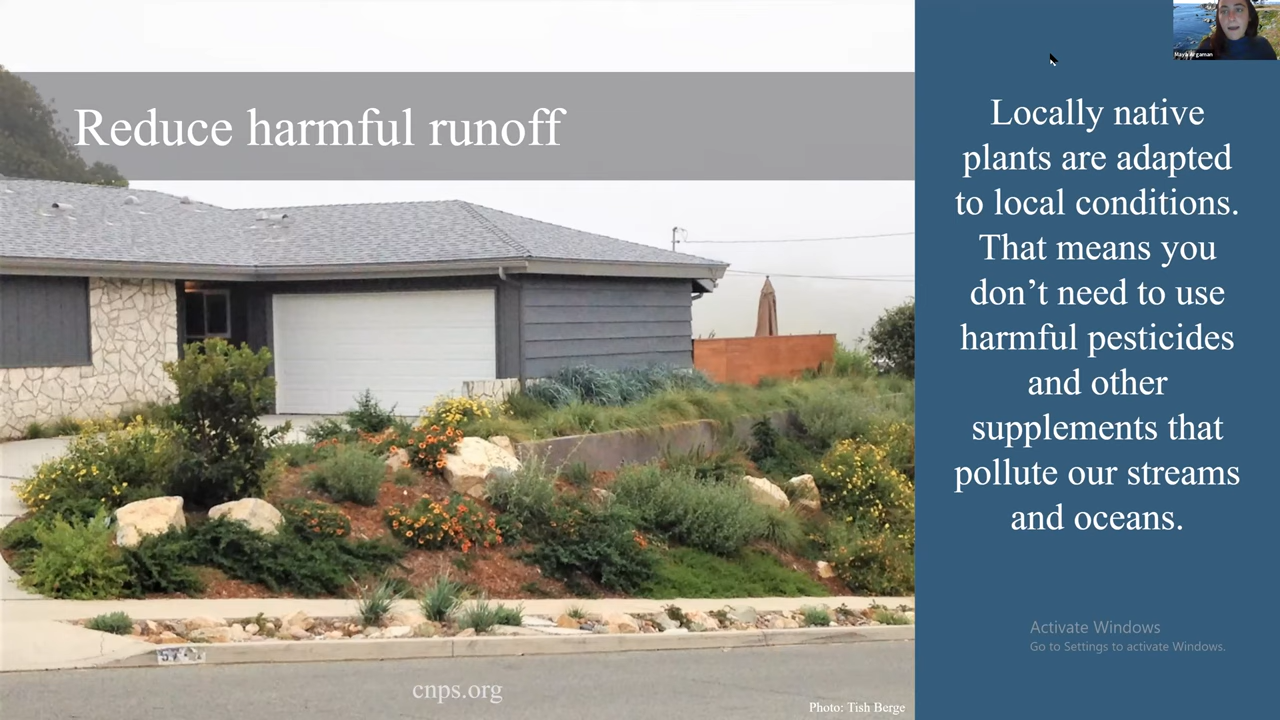 Reduce harmful runoff
Locally native
plants are adapted
to local conditions.
That means you
don't need to use
harmful pesticides
and other
supplements that
pollute our streams
and oceans.
Activate Windows
Go to Settings to activate Windows.
cnps.org
Photo: Tish Berge